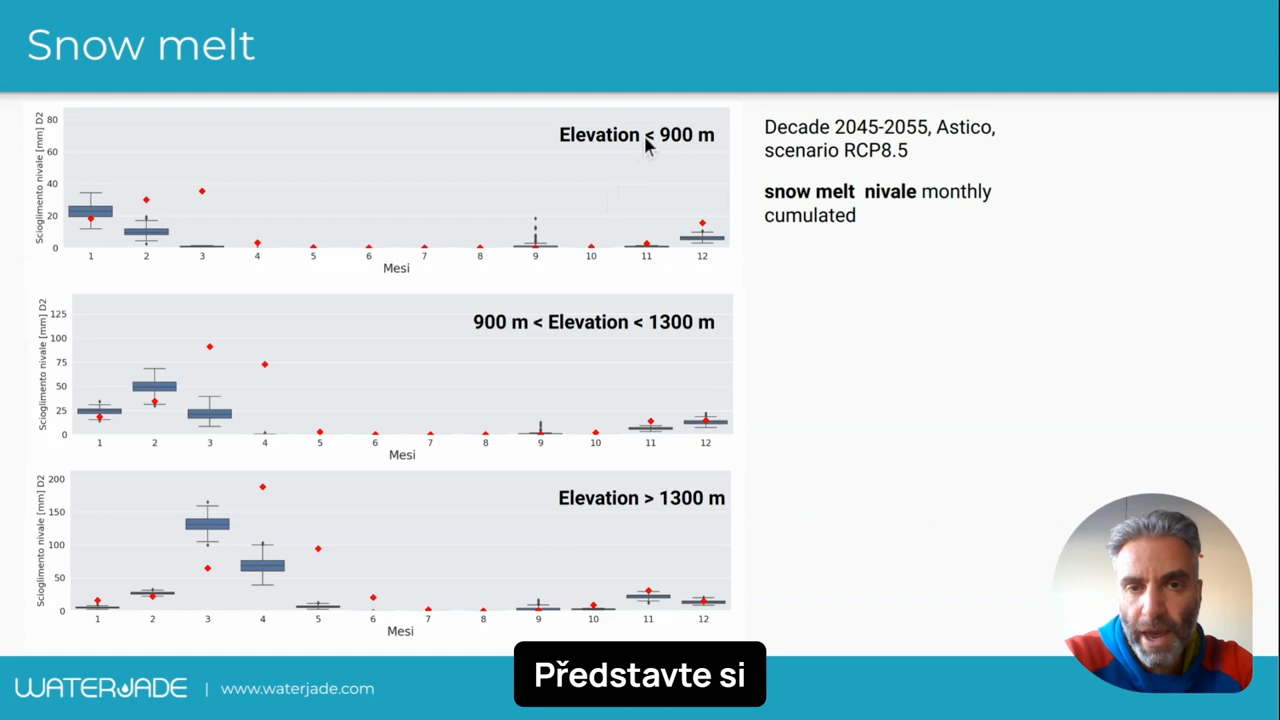 Snow melt
Scioglimento nivale [mm] D2
80
60
40
20
0
Elevation < 900 m
1 2 3 4 5 6 7 8 9 10 11 12
Mesi
Scioglimento nivale [mm] D2
125
100
75
50
25
0
900 m < Elevation < 1300 m
1 2 3 4 5 6 7 8 9 10 11 12
Mesi
Scioglimento nivale [mm] D2
200
150
100
50
0
Elevation > 1300 m
1 2 3 4 5 6 7 8 9 10 11 12
Mesi
Decade 2045-2055, Astico,
scenario RCP8.5
snow melt nivale monthly
cumulated
Představte si
WATERJADE | www.waterjade.com